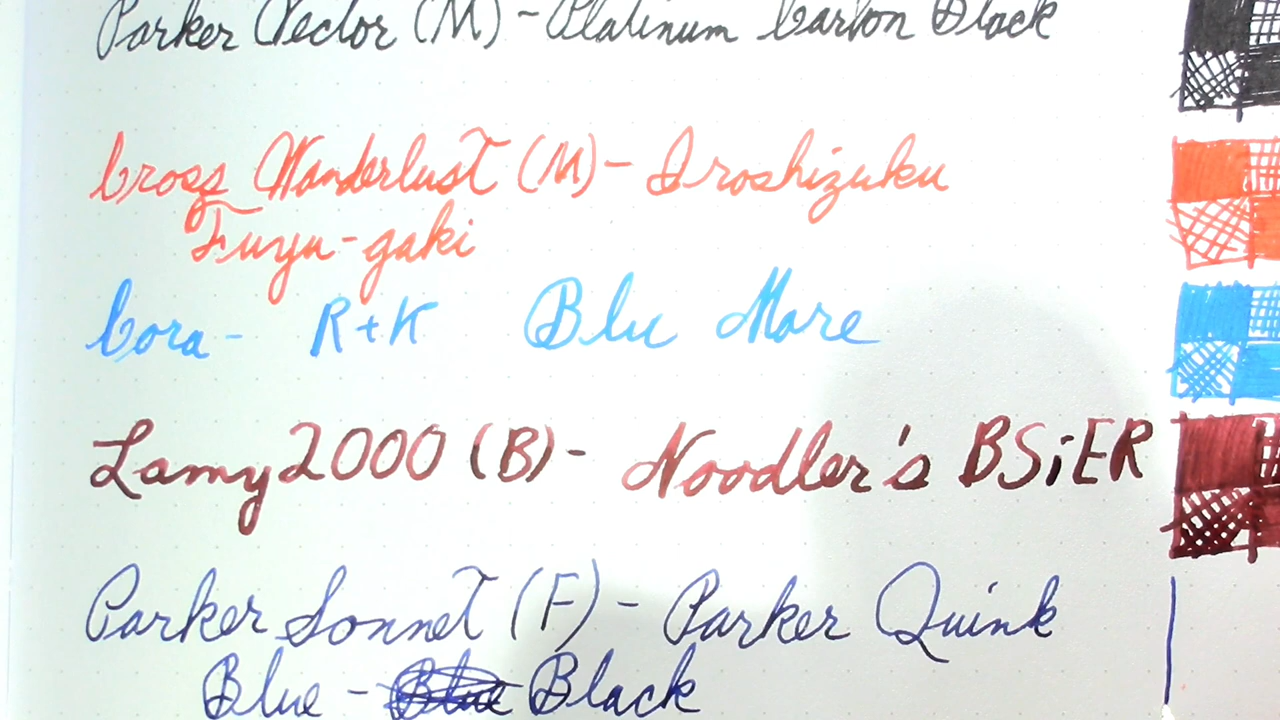 Parker Vector (M) - Platinum Carbon Black
Cross Wanderlust (M) - Iroshizuku
Fuyu-gaki
Cora - R+K Blu Mare
Lamy 2000 (B) - Noodler's BSiER
Parker Sonnet (F) - Parker Quink
Blue - Black